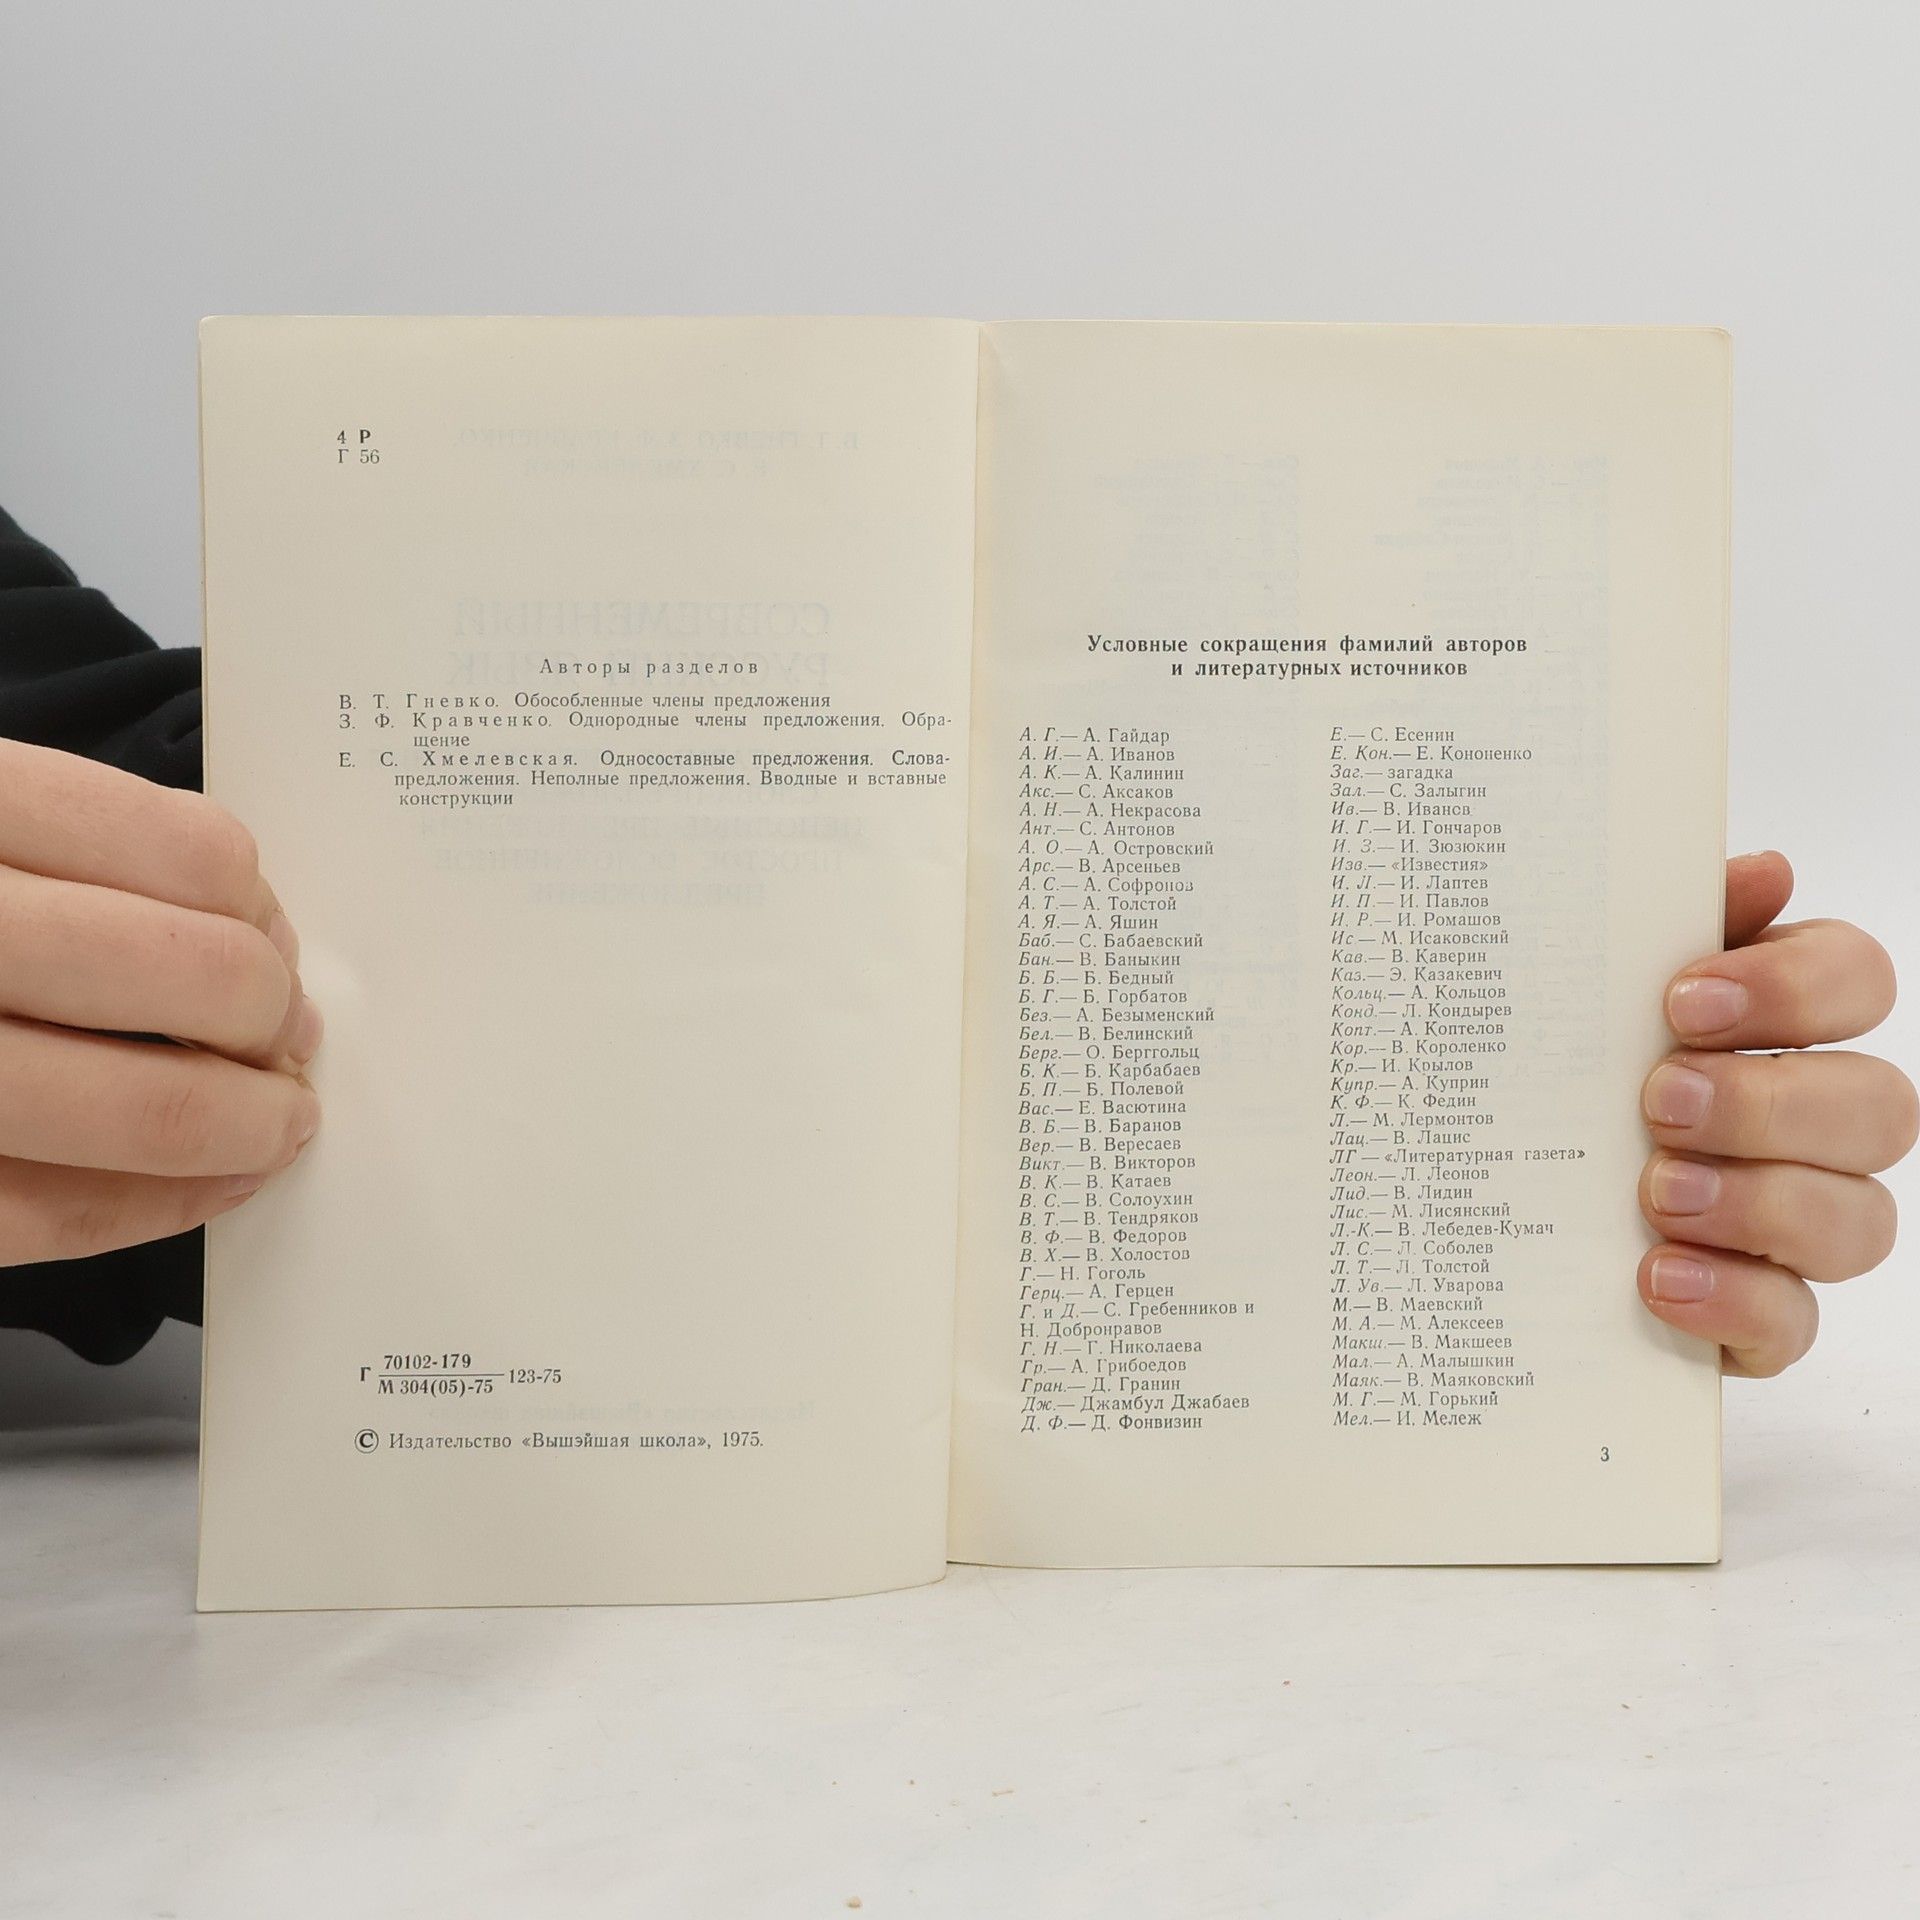 4 Р
Г 56
Авторы разделов
В. Т. Гневко. Обособленные члены предложения
З. Ф. Кравченко. Однородные члены предложения. Обра-
щение
Е. С. Хмелевская. Односоставные предложения. Слова-
предложения. Неполные предложения. Вводные и вставные
конструкции
Г 70102-179
М 304(05)-75 123-75
© Издательство «Вышэйшая школа», 1975.
Условные сокращения фамилий авторов
и литературных источников
А. Г.— А. Гайдар
А. И.— А. Иванов
А. К.— А. Калинин
Акс.— С. Аксаков
А. Н.— А. Некрасова
Ант.— С. Антонов
А. О.— А. Островский
Арс.— В. Арсеньев
А. С.— А. Софронов
А. Т.— А. Толстой
А. Я.— А. Яшин
Баб.— С. Бабаевский
Бан.— В. Баныкин
Б. Б.— Б. Бедный
Б. Г.— Б. Горбатов
Без.— А. Безыменский
Бел.— В. Белинский
Берг.— О. Берггольц
Б. К.— Б. Карбабаев
Б. П.— Б. Полевой
Вас.— Е. Васютина
В. Б.— В. Баранов
Вер.— В. Вересаев
Викт.— В. Викторов
В. К.— В. Катаев
В. С.— В. Солоухин
В. Т.— В. Тендряков
В. Ф.— В. Федоров
В. Х.— В. Холостов
Г.— Н. Гоголь
Герц.— А. Герцен
Г. и Д.— С. Гребенников и
Н. Добронравов
Г. Н.— Г. Николаева
Гр.— А. Грибоедов
Гран.— Д. Гранин
Дж.— Джамбул Джабаев
Д. Ф.— Д. Фонвизин
Е.— С. Есенин
Е. Кон.— Е. Кононенко
Заг.— загадка
Зал.— С. Залыгин
Ив.— В. Иванов
И. Г.— И. Гончаров
И. З.— И. Зюзюкин
Изв.— «Известия»
И. Л.— И. Лаптев
И. П.— И. Павлов
И. Р.— И. Ромашов
Ис — М. Исаковский
Кав.— В. Каверин
Каз.— Э. Казакевич
Кольц.— А. Кольцов
Конд.— Л. Кондырев
Копт.— А. Коптелов
Кор.— В. Короленко
Кр.— И. Крылов
Купр.— А. Куприн
К. Ф.— К. Федин
Л.— М. Лермонтов
Лац.— В. Лацис
ЛГ — «Литературная газета»
Леон.— Л. Леонов
Лид.— В. Лидин
Лис.— М. Лисянский
Л.-К.— В. Лебедев-Кумач
Л. С.— Л. Соболев
Л. Т.— Л. Толстой
Л. Ув.— Л. Уварова
М.— В. Маевский
М. А.— М. Алексеев
Макш.— В. Макшеев
Мал.— А. Малышкин
Маяк.— В. Маяковский
М. Г.— М. Горький
Мел.— И. Мележ
3